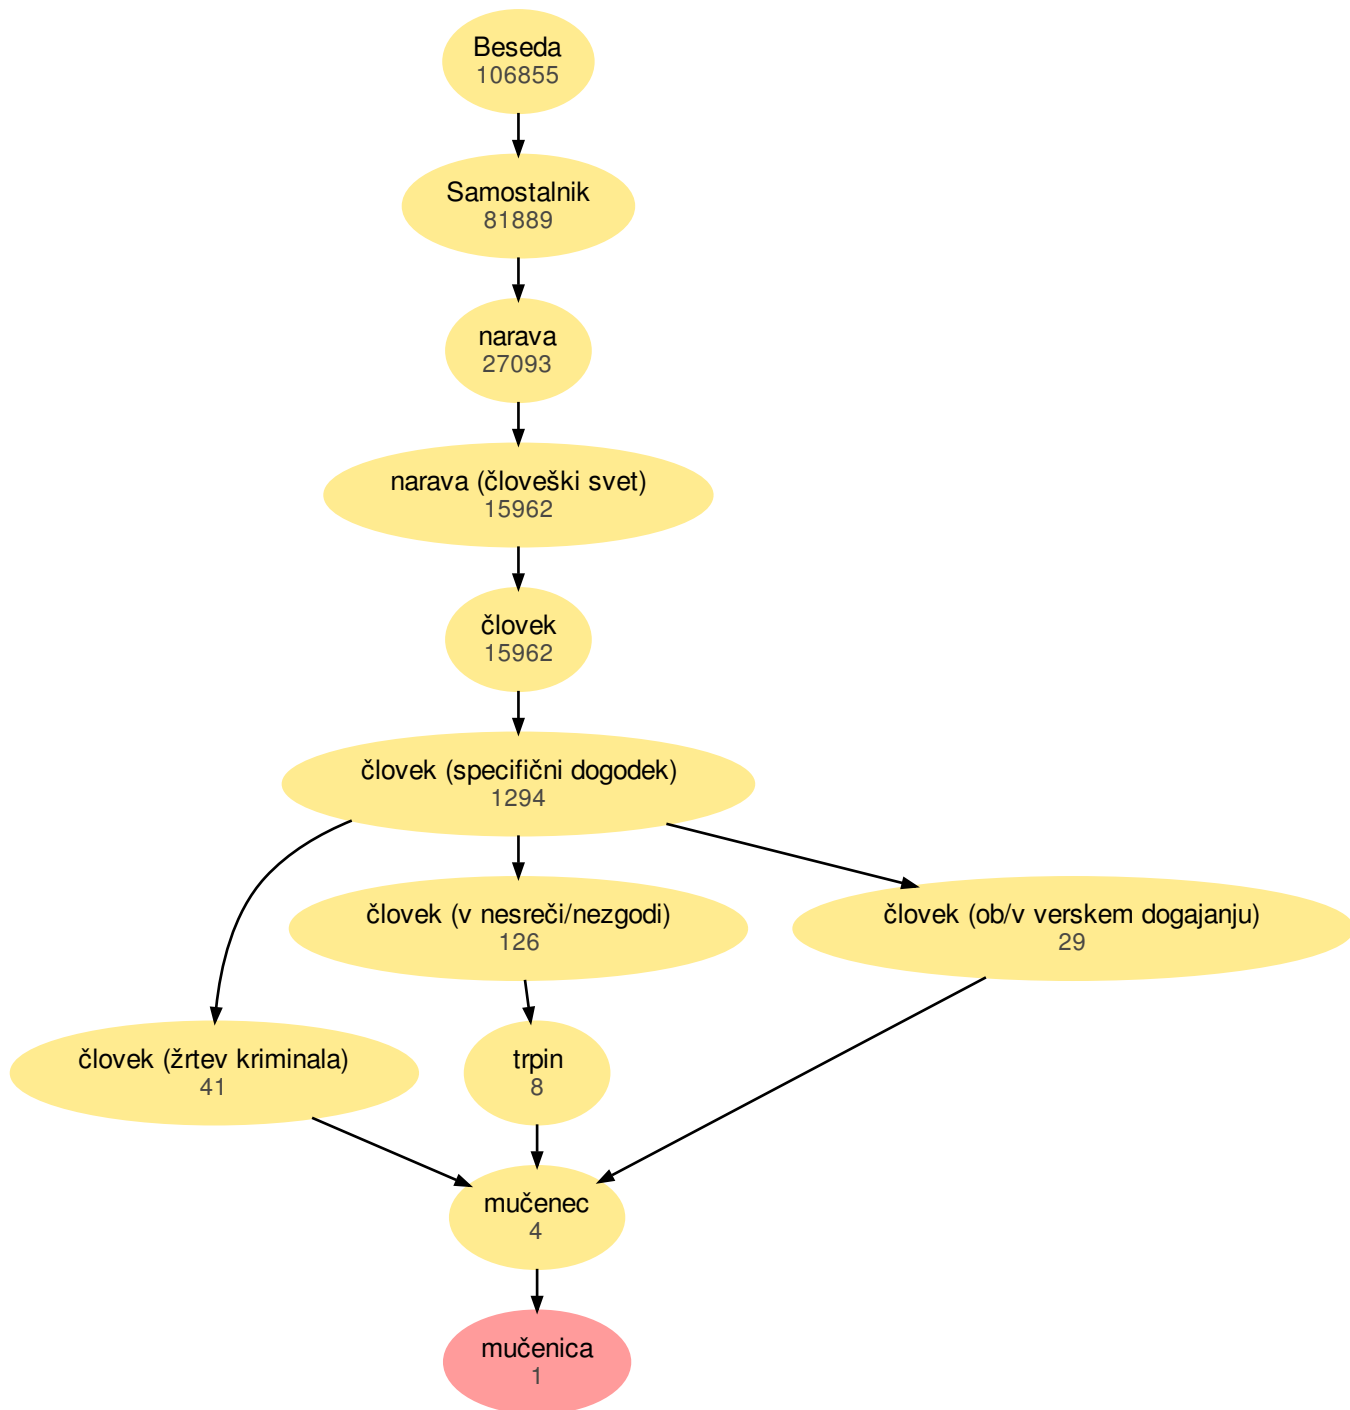 Beseda
106855
Samostalnik
81889
narava
27093
narava (človeški svet)
15962
človek
15962
človek (specifični dogodek)
1294
človek (v nesreči/nezgodi)
126
človek (ob/v verskem dogajanju)
29
človek (žrtev kriminala)
41
trpin
8
mučenec
4
mučenica
1